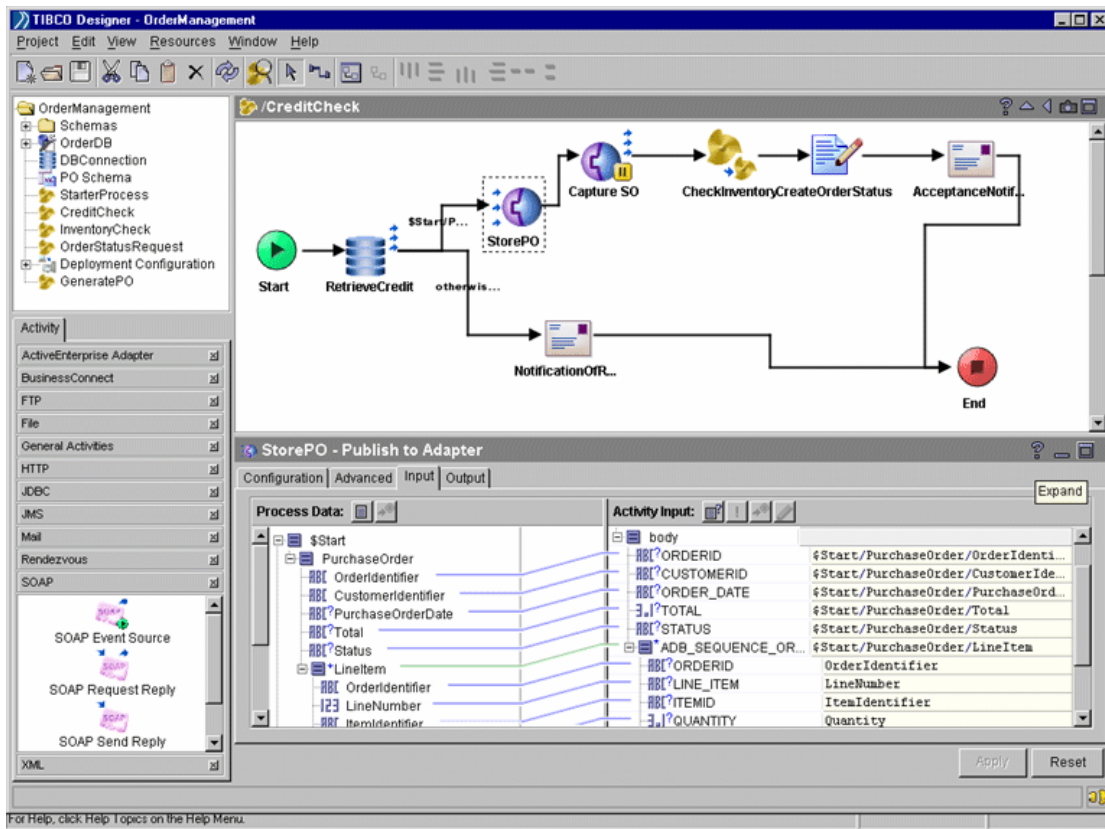 TIBCO Designer - OrderManagement
Project Edit View Resources Window Help
OrderManagement
Schemas
OrderDB
DBConnection
PO Schema
StarterProcess
CreditCheck
InventoryCheck
OrderStatusRequest
Deployment Configuration
GeneratePO
Activity
ActiveEnterprise Adapter
BusinessConnect
FTP
File
General Activities
HTTP
JDBC
JMS
Mail
Rendezvous
SOAP
SOAP Event Source
SOAP Request Reply
SOAP Send Reply
XML
/CreditCheck
Capture SO
CheckInventory
CreateOrderStatus
AcceptanceNotif...
$Start/P...
StorePO
Start
RetrieveCredit
otherwis...
NotificationOfR...
End
StorePO - Publish to Adapter
Configuration Advanced Input Output
Expand
Process Data:
$Start
PurchaseOrder
OrderIdentifier
CustomerIdentifier
PurchaseOrderDate
Total
Status
LineItem
OrderIdentifier
LineNumber
ItemIdentifier
Activity Input:
body
ORDERID $Start/PurchaseOrder/OrderIdenti...
CUSTOMERID $Start/PurchaseOrder/CustomerIde...
ORDER_DATE $Start/PurchaseOrder/PurchaseOrd...
TOTAL $Start/PurchaseOrder/Total
STATUS $Start/PurchaseOrder/Status
ADB_SEQUENCE_OR... $Start/PurchaseOrder/LineItem
ORDERID OrderIdentifier
LINE_ITEM LineNumber
ITEMID ItemIdentifier
QUANTITY Quantity
Apply Reset
For Help, click Help Topics on the Help Menu.